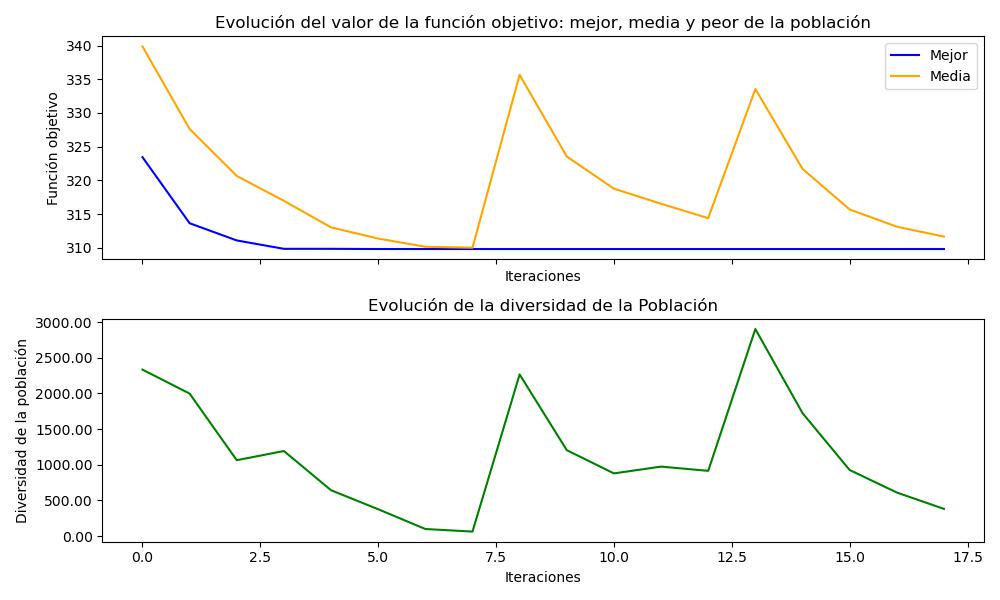 Evolución del valor de la función objetivo: mejor, media y peor de la población
340
335
330
325
320
315
310
Función objetivo
Mejor
Media
Iteraciones
Evolución de la diversidad de la Población
3000.00
2500.00
2000.00
1500.00
1000.00
500.00
0.00
Diversidad de la población
0.0 2.5 5.0 7.5 10.0 12.5 15.0 17.5
Iteraciones